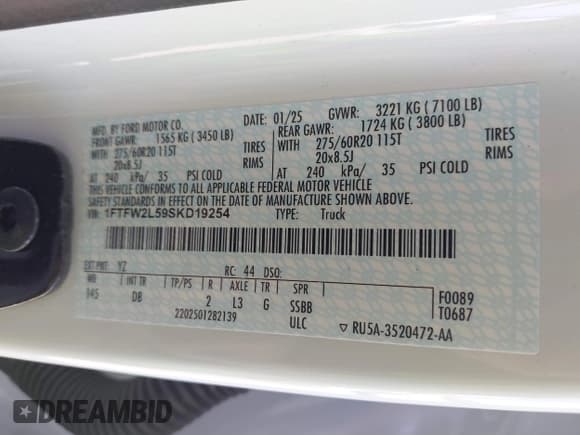 MFD. BY FORD MOTOR CO.
DATE: 01/25 GVWR: 3221 KG ( 7100 LB)
FRONT GAWR: 1565 KG ( 3450 LB) REAR GAWR: 1724 KG ( 3800 LB)
WITH 275/60R20 115T TIRES WITH 275/60R20 115T TIRES
20x8.5J RIMS 20x8.5J RIMS
AT 240 kPa/ 35 PSI COLD AT 240 kPa/ 35 PSI COLD
THIS VEHICLE CONFORMS TO ALL APPLICABLE FEDERAL MOTOR VEHICLE
SAFETY STANDARDS IN EFFECT ON THE DATE OF MANUFACTURE SHOWN ABOVE.
VIN: 1FTFW2L59SKD19254 TYPE: Truck
EXT PNT: YZ RC: 44 DSO:
WB INT TR TP/PS R AXLE TR SPR
145 DB 2 L3 G SSBB F0089
2202501282139 ULC T0687
▽ RU5A-3520472-AA
DREAMBID